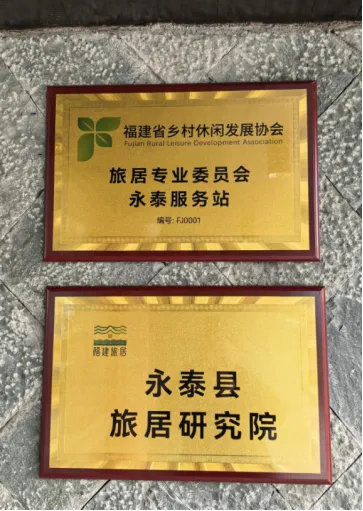 福建省乡村休闲发展协会
Fujian Rural Leisure Development Association
旅居专业委员会
永泰服务站
编号: FJ0001
福建旅居
永泰县
旅居研究院